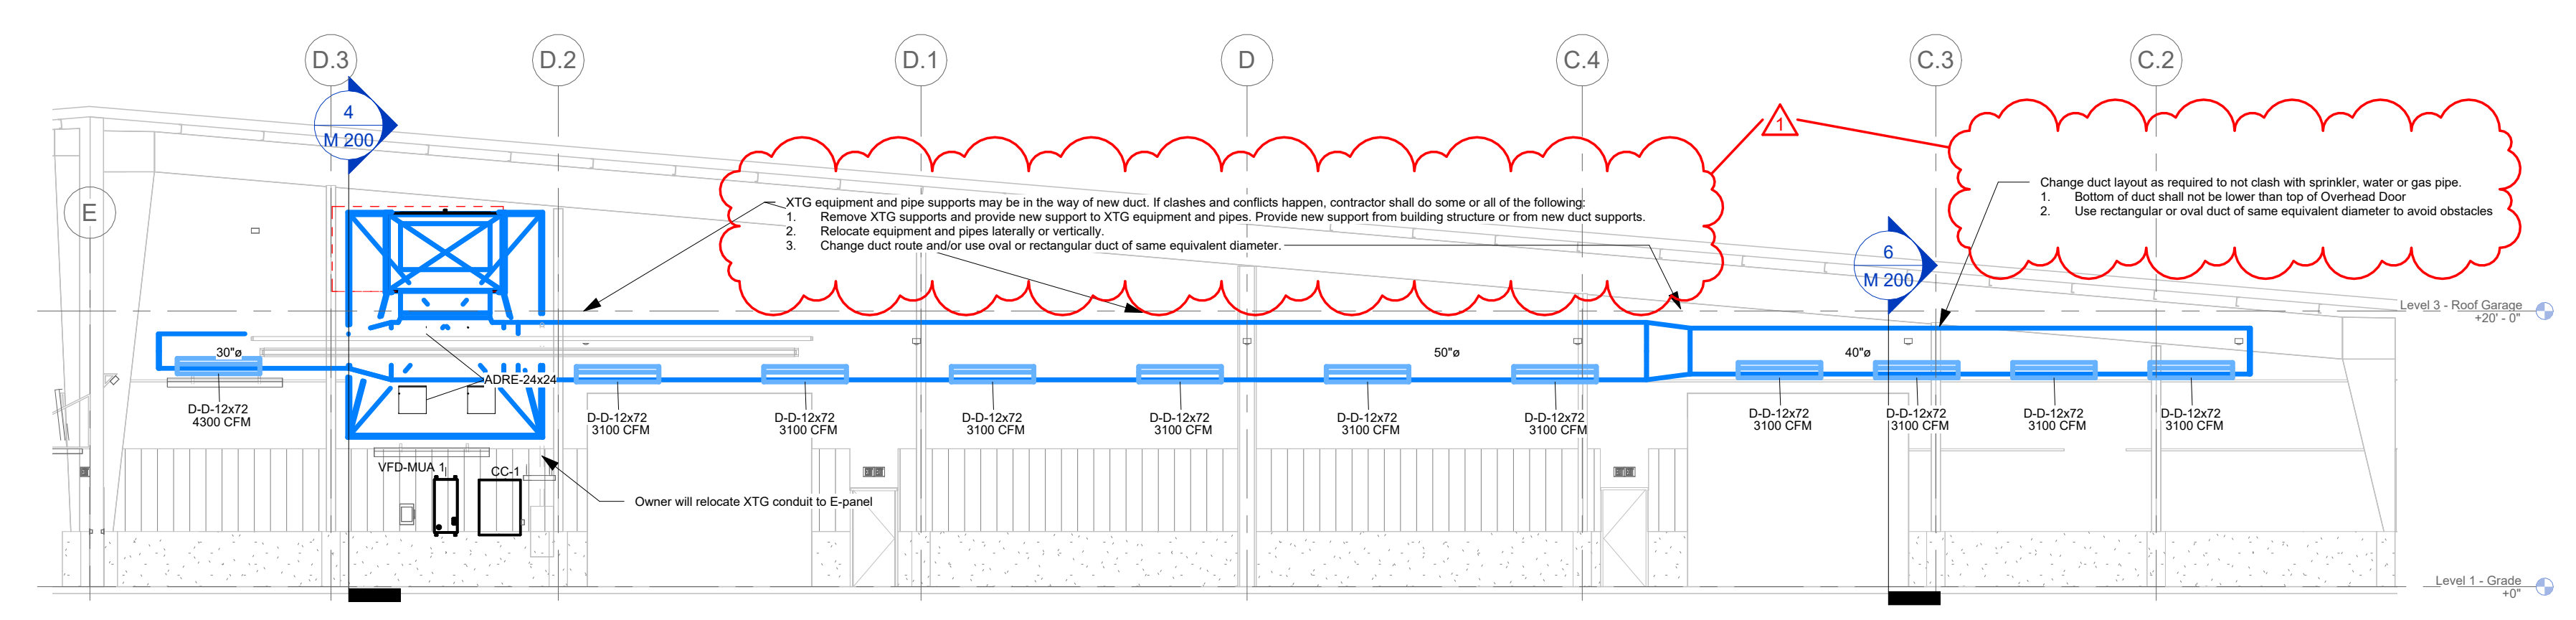 D.3
D.2
D.1
D
C.4
C.3
C.2
E
4
M 200
1
6
M 200
XTG equipment and pipe supports may be in the way of new duct. If clashes and conflicts happen, contractor shall do some or all of the following:
1. Remove XTG supports and provide new support to XTG equipment and pipes. Provide new support from building structure or from new duct supports.
2. Relocate equipment and pipes laterally or vertically.
3. Change duct route and/or use oval or rectangular duct of same equivalent diameter.
Change duct layout as required to not clash with sprinkler, water or gas pipe.
1. Bottom of duct shall not be lower than top of Overhead Door
2. Use rectangular or oval duct of same equivalent diameter to avoid obstacles
Level 3 - Roof Garage
+20' - 0"
30"ø
50"ø
40"ø
ADRE-24x24
D-D-12x72
4300 CFM
D-D-12x72
3100 CFM
D-D-12x72
3100 CFM
D-D-12x72
3100 CFM
D-D-12x72
3100 CFM
D-D-12x72
3100 CFM
D-D-12x72
3100 CFM
D-D-12x72
3100 CFM
D-D-12x72
3100 CFM
D-D-12x72
3100 CFM
D-D-12x72
3100 CFM
VFD-MUA 1
CC-1
Owner will relocate XTG conduit to E-panel
Level 1 - Grade
+0"